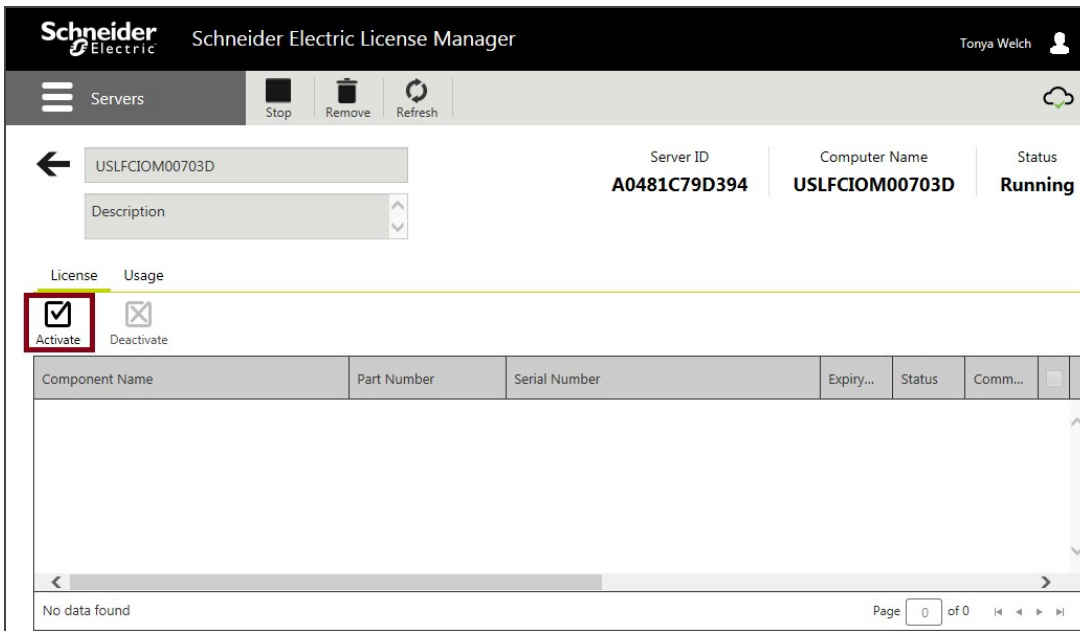 Schneider Electric
Schneider Electric License Manager
Tonya Welch
Servers
Stop
Remove
Refresh
USLFCIOM00703D
Description
Server ID
A0481C79D394
Computer Name
USLFCIOM00703D
Status
Running
License
Usage
Activate
Deactivate
Component Name
Part Number
Serial Number
Expiry...
Status
Comm...
No data found
Page 0 of 0